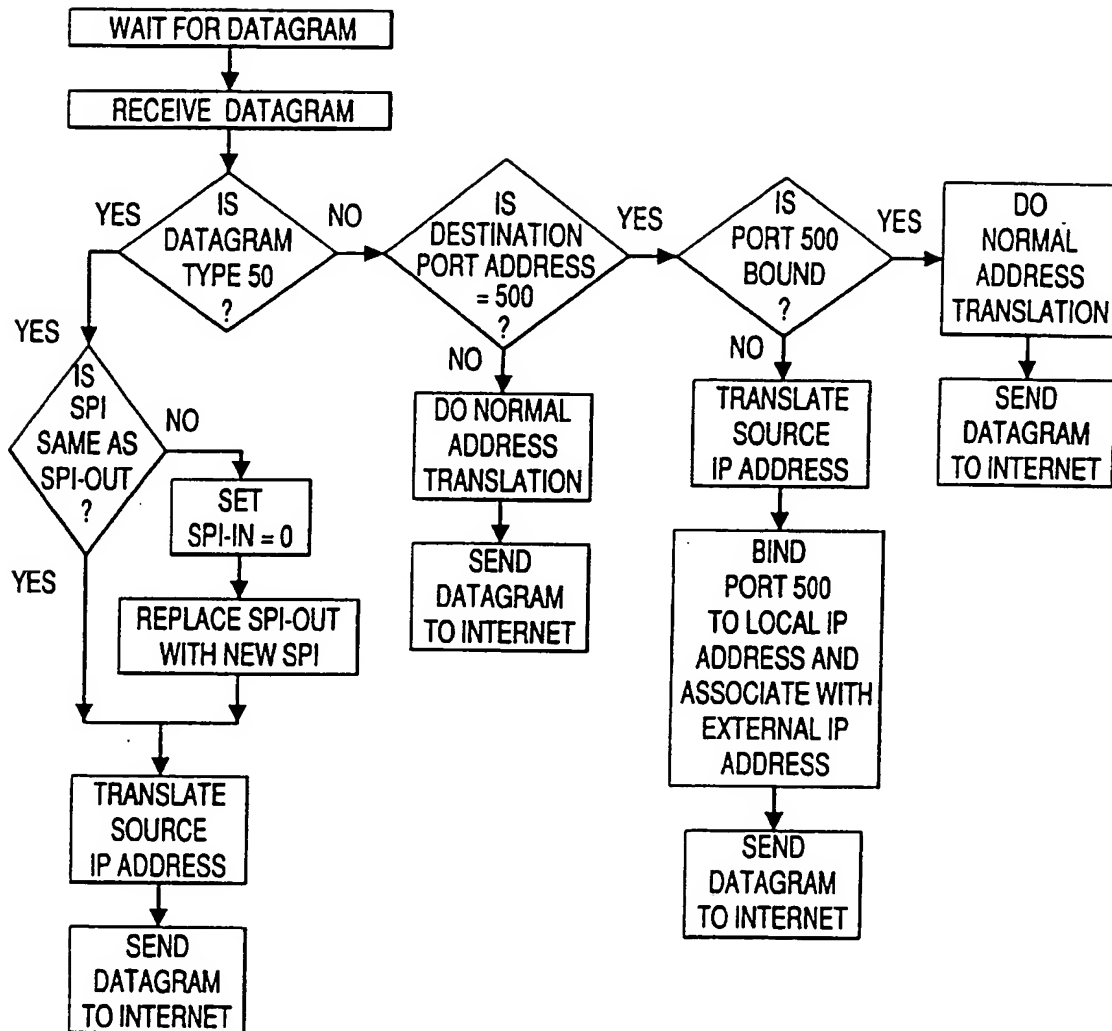 WAIT FOR DATAGRAM
RECEIVE DATAGRAM
IS
DATAGRAM
TYPE 50
?
YES
NO
IS
DESTINATION
PORT ADDRESS
= 500
?
YES
IS
PORT 500
BOUND
?
YES
DO
NORMAL
ADDRESS
TRANSLATION
SEND
DATAGRAM
TO INTERNET
YES
IS
SPI
SAME AS
SPI-OUT
?
NO
SET
SPI-IN = 0
REPLACE SPI-OUT
WITH NEW SPI
YES
TRANSLATE
SOURCE
IP ADDRESS
SEND
DATAGRAM
TO INTERNET
NO
DO NORMAL
ADDRESS
TRANSLATION
SEND
DATAGRAM
TO INTERNET
NO
TRANSLATE
SOURCE
IP ADDRESS
BIND
PORT 500
TO LOCAL IP
ADDRESS AND
ASSOCIATE WITH
EXTERNAL IP
ADDRESS
SEND
DATAGRAM
TO INTERNET